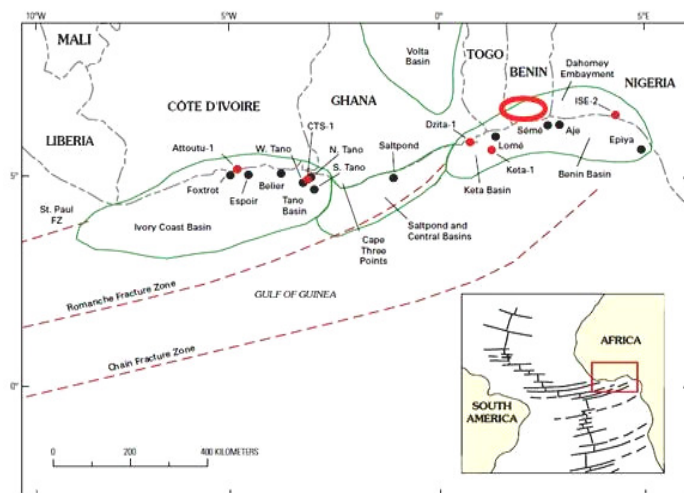 10°W
5°W
0°
5°E
MALI
Volta
Basin
TOGO
BENIN
Dahomey
Embayment
NIGERIA
ISE-2
CÔTE D'IVOIRE
GHANA
CTS-1
Dzita-1
Sémé
Aje
LIBERIA
Attoutu-1
W. Tano
N. Tano
S. Tano
Saltpond
Lomé
Epiya
5°
Foxtrot
Belier
Tano
Basin
Keta-1
Keta Basin
Benin Basin
St. Paul
FZ
Espoir
Ivory Coast Basin
Cape
Three
Points
Saltpond
and Central Basins
Romanche Fracture Zone
GULF OF GUINEA
Chain Fracture Zone
0°
AFRICA
SOUTH
AMERICA
0
200
400 KILOMETERS